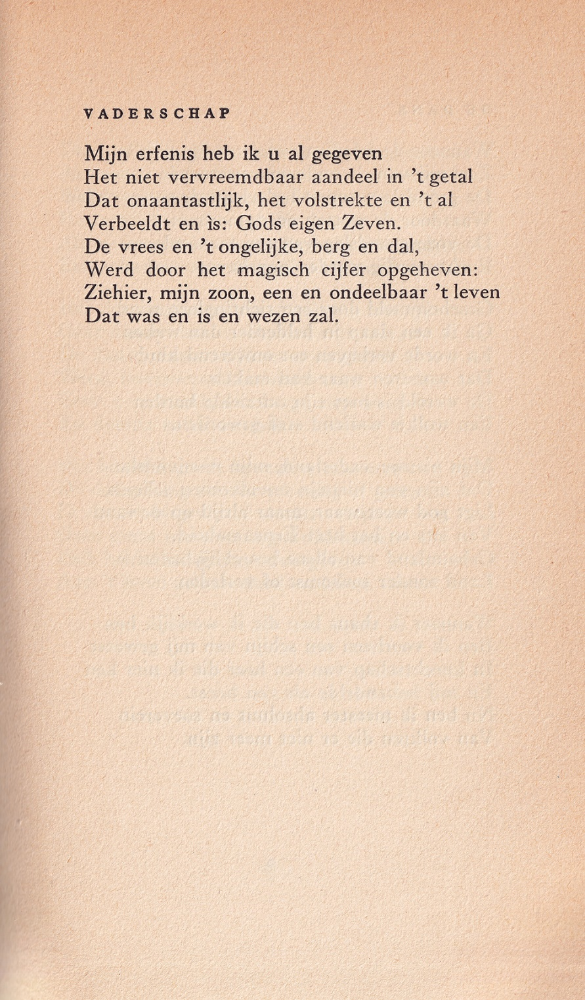 VADERSCHAP
Mijn erfenis heb ik u al gegeven
Het niet vervreemdbaar aandeel in ’t getal
Dat onaantastlijk, het volstrekte en ’t al
Verbeeldt en ìs: Gods eigen Zeven.
De vrees en ’t ongelijke, berg en dal,
Werd door het magisch cijfer opgeheven:
Ziehier, mijn zoon, een en ondeelbaar ’t leven
Dat was en is en wezen zal.